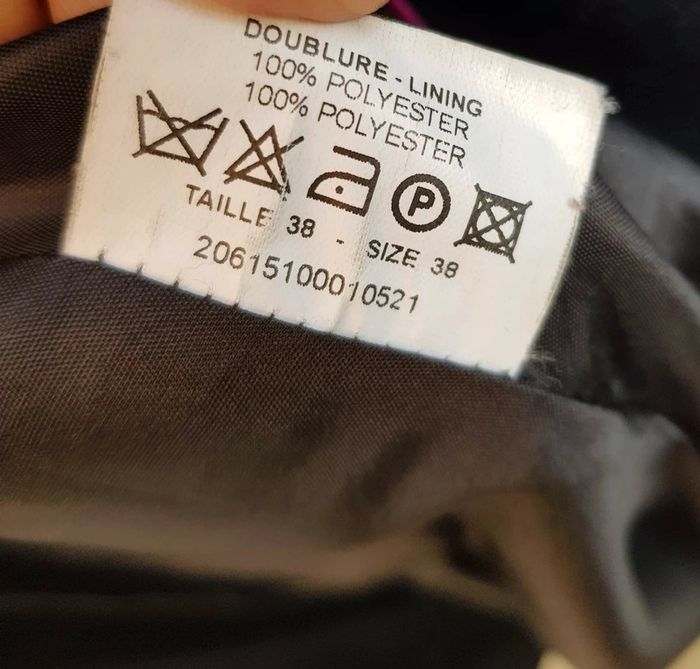 DOUBLURE - LINING
100% POLYESTER
100% POLYESTER
P
TAILLE 38 - SIZE 38
20615100010521